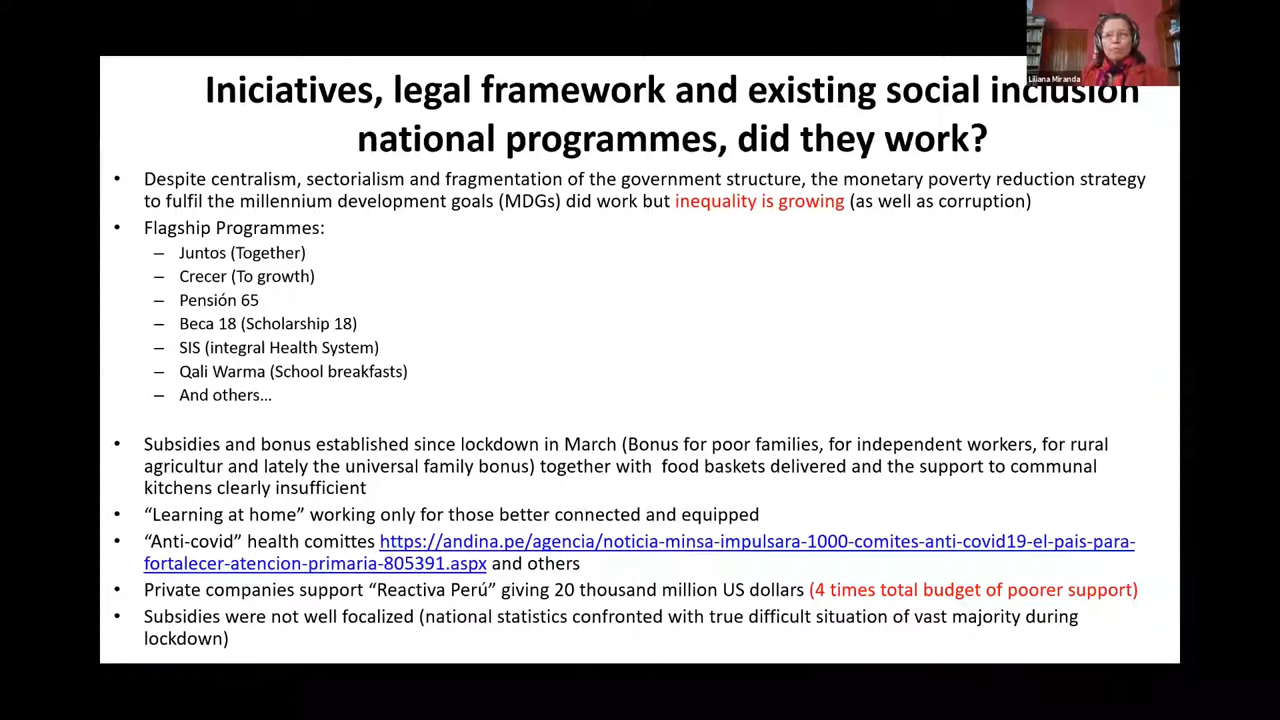 Liliana Miranda
Iniciatives, legal framework and existing social inclusion
national programmes, did they work?
• Despite centralism, sectorialism and fragmentation of the government structure, the monetary poverty reduction strategy
to fulfil the millennium development goals (MDGs) did work but inequality is growing (as well as corruption)
• Flagship Programmes:
– Juntos (Together)
– Crecer (To growth)
– Pensión 65
– Beca 18 (Scholarship 18)
– SIS (integral Health System)
– Qali Warma (School breakfasts)
– And others...
• Subsidies and bonus established since lockdown in March (Bonus for poor families, for independent workers, for rural
agricultur and lately the universal family bonus) together with food baskets delivered and the support to communal
kitchens clearly insufficient
• “Learning at home” working only for those better connected and equipped
• “Anti-covid” health comittes https://andina.pe/agencia/noticia-minsa-impulsara-1000-comites-anti-covid19-el-pais-para-
fortalecer-atencion-primaria-805391.aspx and others
• Private companies support “Reactiva Perú” giving 20 thousand million US dollars (4 times total budget of poorer support)
• Subsidies were not well focalized (national statistics confronted with true difficult situation of vast majority during
lockdown)